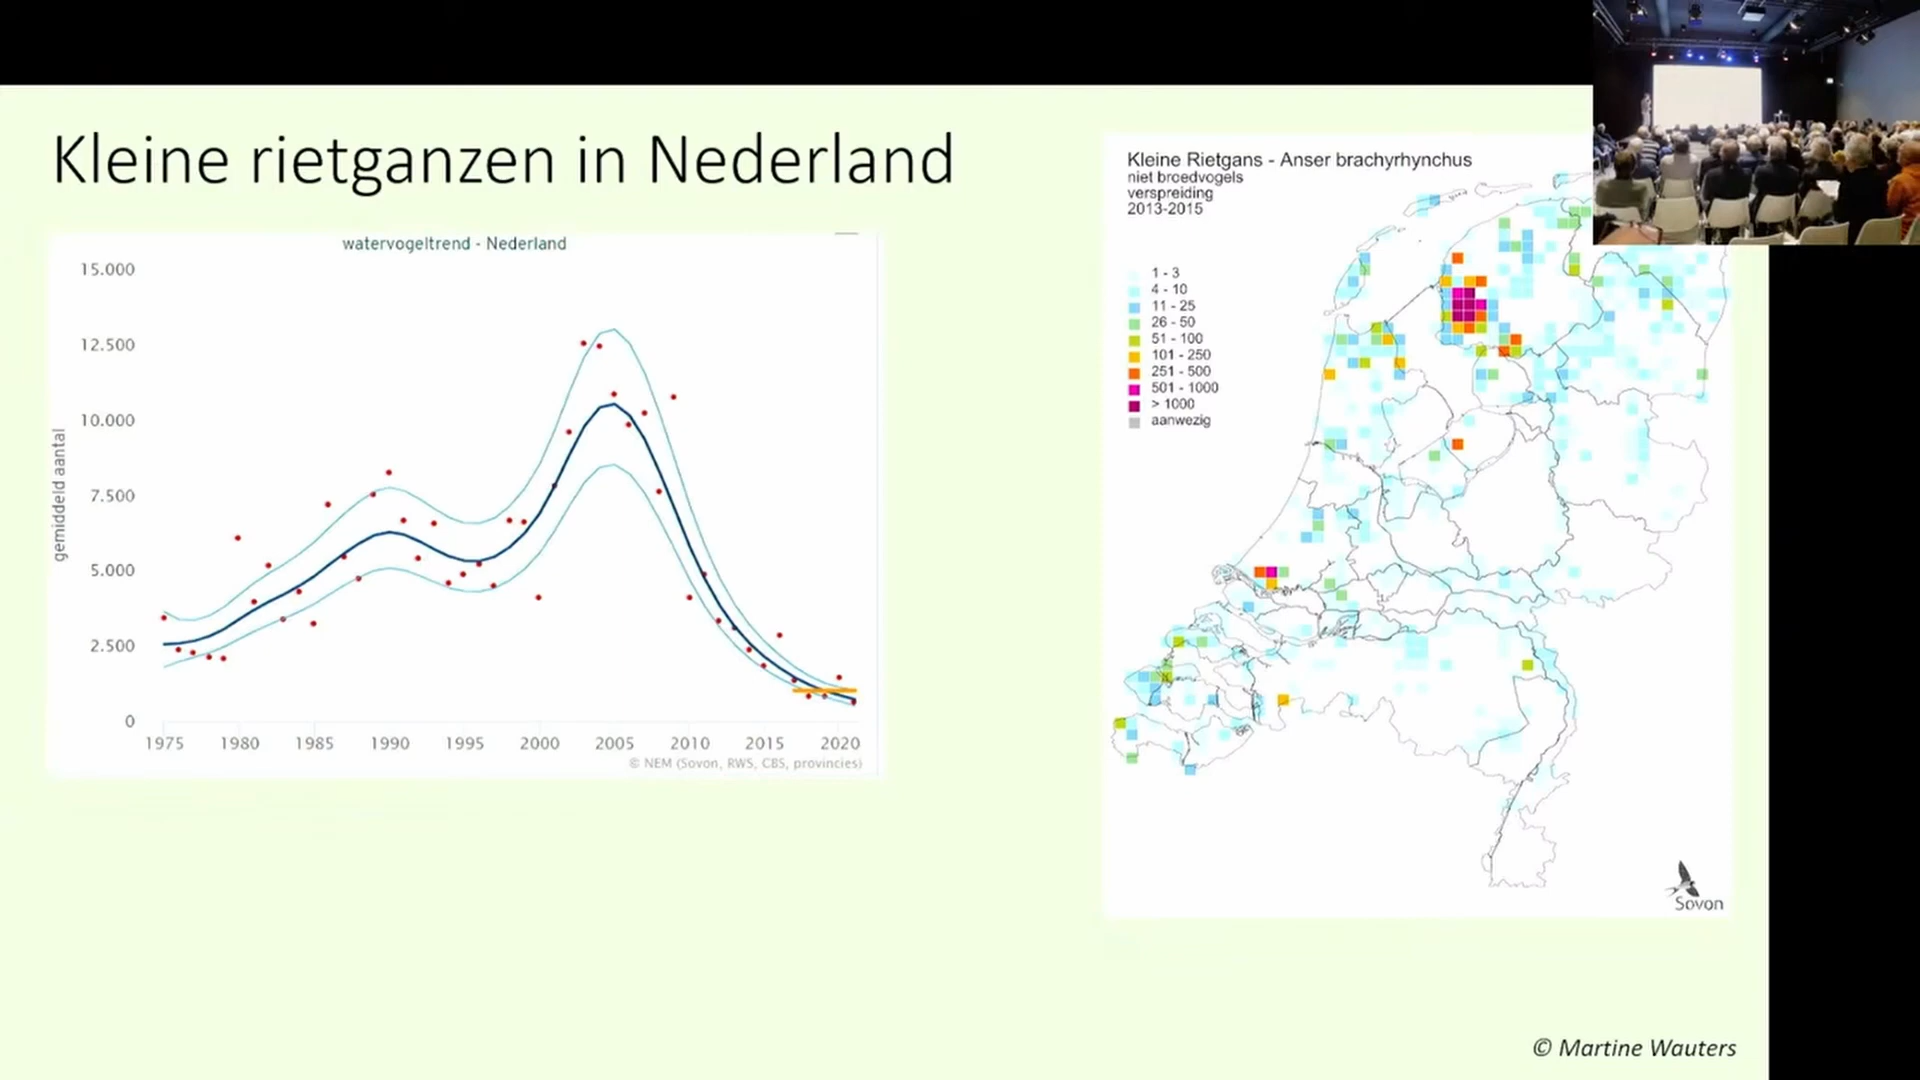 Kleine rietganzen in Nederland
watervogeltrend - Nederland
15.000
12.500
10.000
7.500
5.000
2.500
0
gemiddeld aantal
1975 1980 1985 1990 1995 2000 2005 2010 2015 2020
© NEM (Sovon, RWS, CBS, provincies)
Kleine Rietgans - Anser brachyrhynchus
niet broedvogels
verspreiding
2013-2015
1 - 3
4 - 10
11 - 25
26 - 50
51 - 100
101 - 250
251 - 500
501 - 1000
> 1000
aanwezig
Sovon
© Martine Wauters